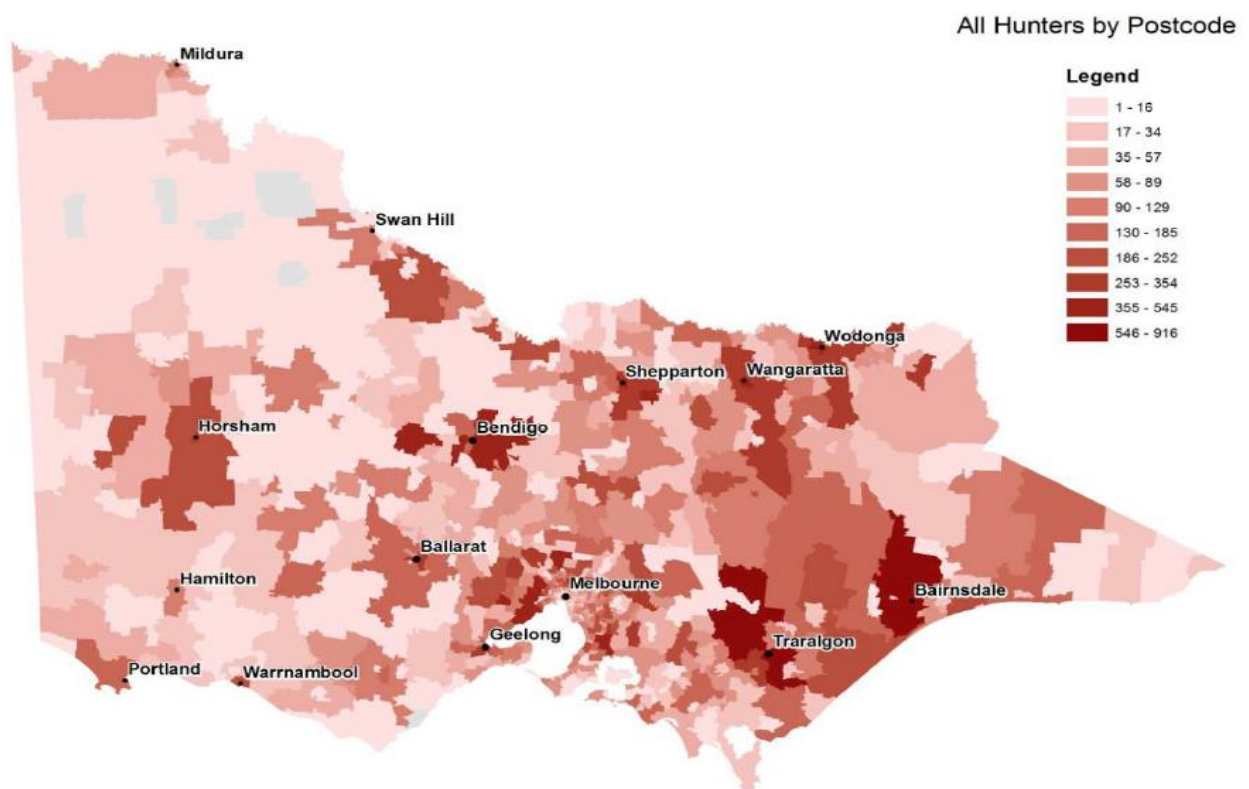 All Hunters by Postcode
Legend
1 - 16
17 - 34
35 - 57
58 - 89
90 - 129
130 - 185
186 - 252
253 - 354
355 - 545
546 - 916
Mildura
Swan Hill
Wodonga
Shepparton
Wangaratta
Horsham
Bendigo
Ballarat
Hamilton
Melbourne
Bairnsdale
Geelong
Traralgon
Portland
Warrnambool